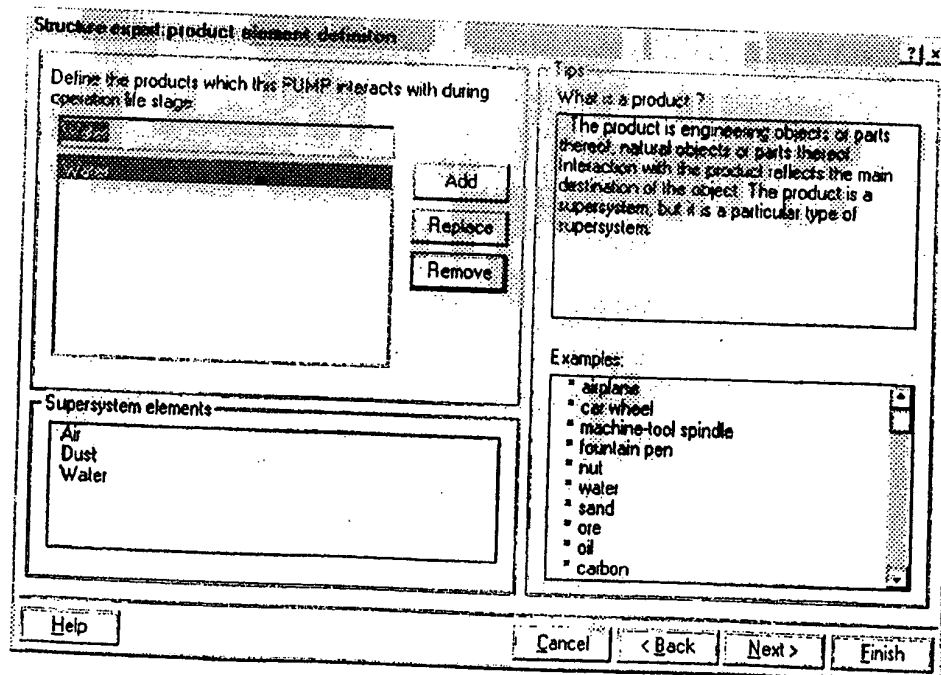 Structure expert: product element definiton
Define the products which this PUMP interacts with during
operation life stage:
Water
Add
Replace
Remove
Supersystem elements
Air
Dust
Water
Tips
What is a product ?
The product is engineering objects or parts
thereof, natural objects or parts thereof.
Interaction with the product reflects the main
destination of the object. The product is a
supersystem, but it is a particular type of
supersystem.
Examples:
* airplane
* car wheel
* machine-tool spindle
* fountain pen
* nut
* water
* sand
* ore
* oil
* carbon
Help
Cancel
< Back
Next >
Finish